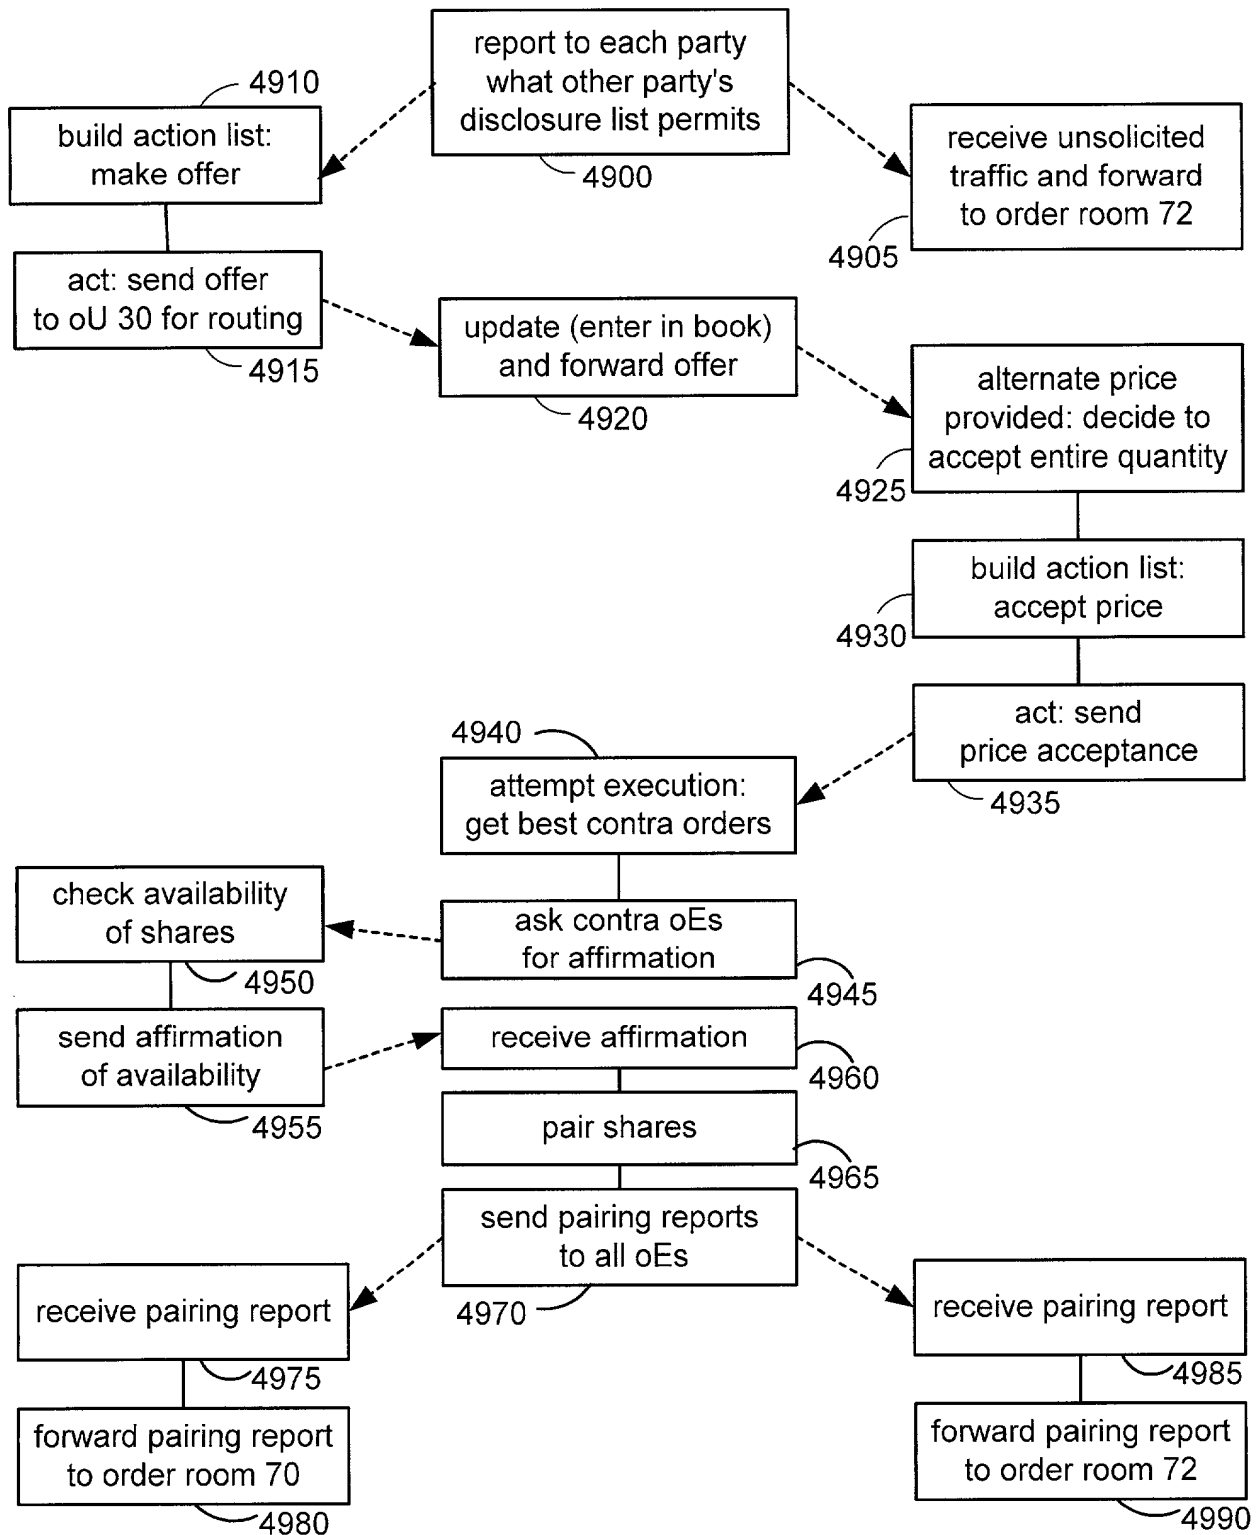 report to each party
what other party's
disclosure list permits
4900
4910
build action list:
make offer
receive unsolicited
traffic and forward
to order room 72
4905
act: send offer
to oU 30 for routing
4915
update (enter in book)
and forward offer
4920
alternate price
provided: decide to
accept entire quantity
4925
build action list:
accept price
4930
act: send
price acceptance
4935
4940
attempt execution:
get best contra orders
ask contra oEs
for affirmation
4945
check availability
of shares
4950
send affirmation
of availability
4955
receive affirmation
4960
pair shares
4965
send pairing reports
to all oEs
4970
receive pairing report
4975
forward pairing report
to order room 70
4980
receive pairing report
4985
forward pairing report
to order room 72
4990